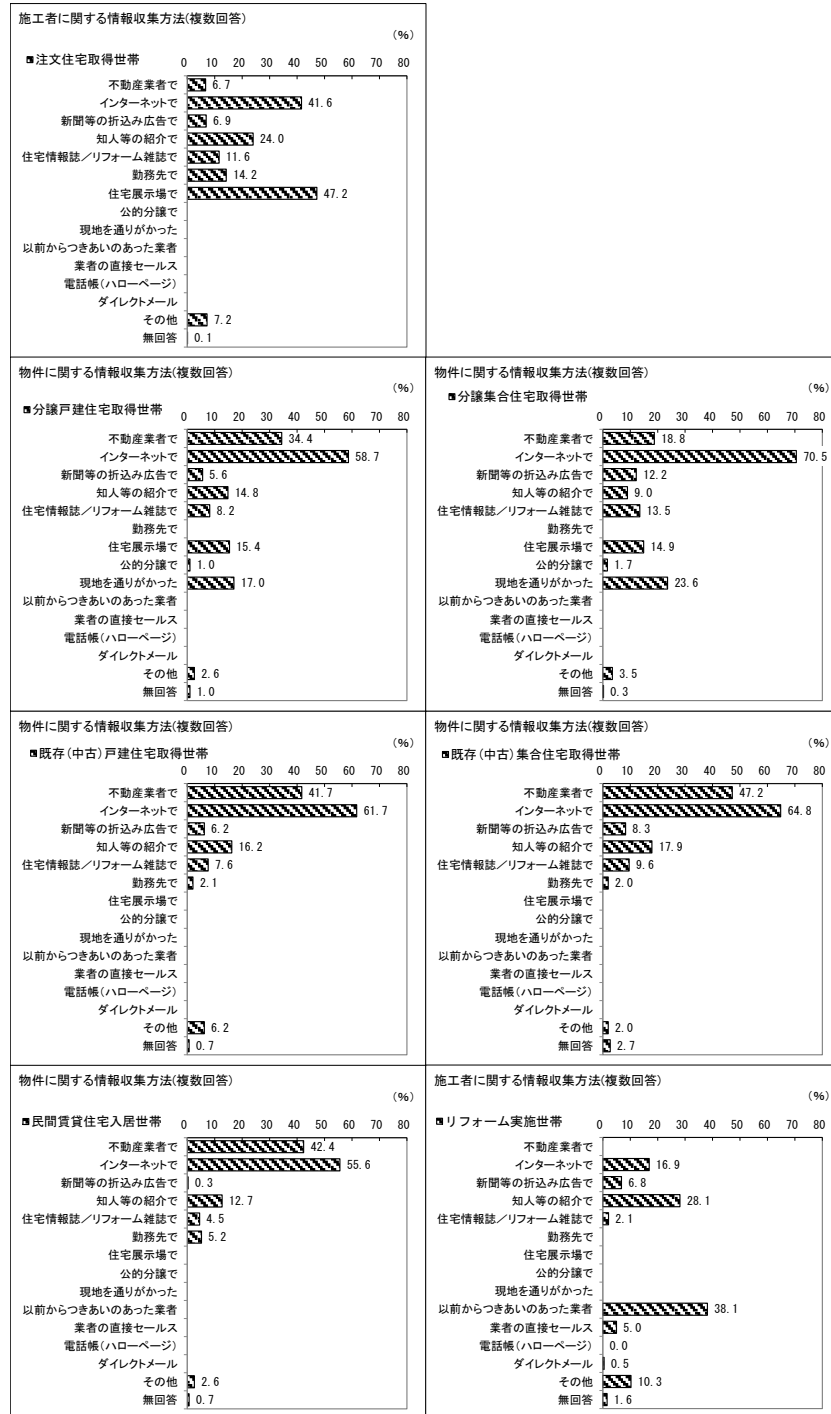 施工者に関する情報収集方法(複数回答)
(%)
■注文住宅取得世帯
0 10 20 30 40 50 60 70 80
不動産業者で 6.7
インターネットで 41.6
新聞等の折込み広告で 6.9
知人等の紹介で 24.0
住宅情報誌/リフォーム雑誌で 11.6
勤務先で 14.2
住宅展示場で 47.2
公的分譲で
現地を通りがかった
以前からつきあいのあった業者
業者の直接セールス
電話帳(ハローページ)
ダイレクトメール
その他 7.2
無回答 0.1
物件に関する情報収集方法(複数回答)
(%)
■分譲戸建住宅取得世帯
0 10 20 30 40 50 60 70 80
不動産業者で 34.4
インターネットで 58.7
新聞等の折込み広告で 5.6
知人等の紹介で 14.8
住宅情報誌/リフォーム雑誌で 8.2
勤務先で
住宅展示場で 15.4
公的分譲で 1.0
現地を通りがかった 17.0
以前からつきあいのあった業者
業者の直接セールス
電話帳(ハローページ)
ダイレクトメール
その他 2.6
無回答 1.0
物件に関する情報収集方法(複数回答)
(%)
■分譲集合住宅取得世帯
0 10 20 30 40 50 60 70 80
不動産業者で 18.8
インターネットで 70.5
新聞等の折込み広告で 12.2
知人等の紹介で 9.0
住宅情報誌/リフォーム雑誌で 13.5
勤務先で
住宅展示場で 14.9
公的分譲で 1.7
現地を通りがかった 23.6
以前からつきあいのあった業者
業者の直接セールス
電話帳(ハローページ)
ダイレクトメール
その他 3.5
無回答 0.3
物件に関する情報収集方法(複数回答)
(%)
■既存(中古)戸建住宅取得世帯
0 10 20 30 40 50 60 70 80
不動産業者で 41.7
インターネットで 61.7
新聞等の折込み広告で 6.2
知人等の紹介で 16.2
住宅情報誌/リフォーム雑誌で 7.6
勤務先で 2.1
住宅展示場で
公的分譲で
現地を通りがかった
以前からつきあいのあった業者
業者の直接セールス
電話帳(ハローページ)
ダイレクトメール
その他 6.2
無回答 0.7
物件に関する情報収集方法(複数回答)
(%)
■既存(中古)集合住宅取得世帯
0 10 20 30 40 50 60 70 80
不動産業者で 47.2
インターネットで 64.8
新聞等の折込み広告で 8.3
知人等の紹介で 17.9
住宅情報誌/リフォーム雑誌で 9.6
勤務先で 2.0
住宅展示場で
公的分譲で
現地を通りがかった
以前からつきあいのあった業者
業者の直接セールス
電話帳(ハローページ)
ダイレクトメール
その他 2.0
無回答 2.7
物件に関する情報収集方法(複数回答)
(%)
■民間賃貸住宅入居世帯
0 10 20 30 40 50 60 70 80
不動産業者で 42.4
インターネットで 55.6
新聞等の折込み広告で 0.3
知人等の紹介で 12.7
住宅情報誌/リフォーム雑誌で 4.5
勤務先で 5.2
住宅展示場で
公的分譲で
現地を通りがかった
以前からつきあいのあった業者
業者の直接セールス
電話帳(ハローページ)
ダイレクトメール
その他 2.6
無回答 0.7
施工者に関する情報収集方法(複数回答)
(%)
■リフォーム実施世帯
0 10 20 30 40 50 60 70 80
不動産業者で
インターネットで 16.9
新聞等の折込み広告で 6.8
知人等の紹介で 28.1
住宅情報誌/リフォーム雑誌で 2.1
勤務先で
住宅展示場で
公的分譲で
現地を通りがかった
以前からつきあいのあった業者 38.1
業者の直接セールス 5.0
電話帳(ハローページ) 0.0
ダイレクトメール 0.5
その他 10.3
無回答 1.6